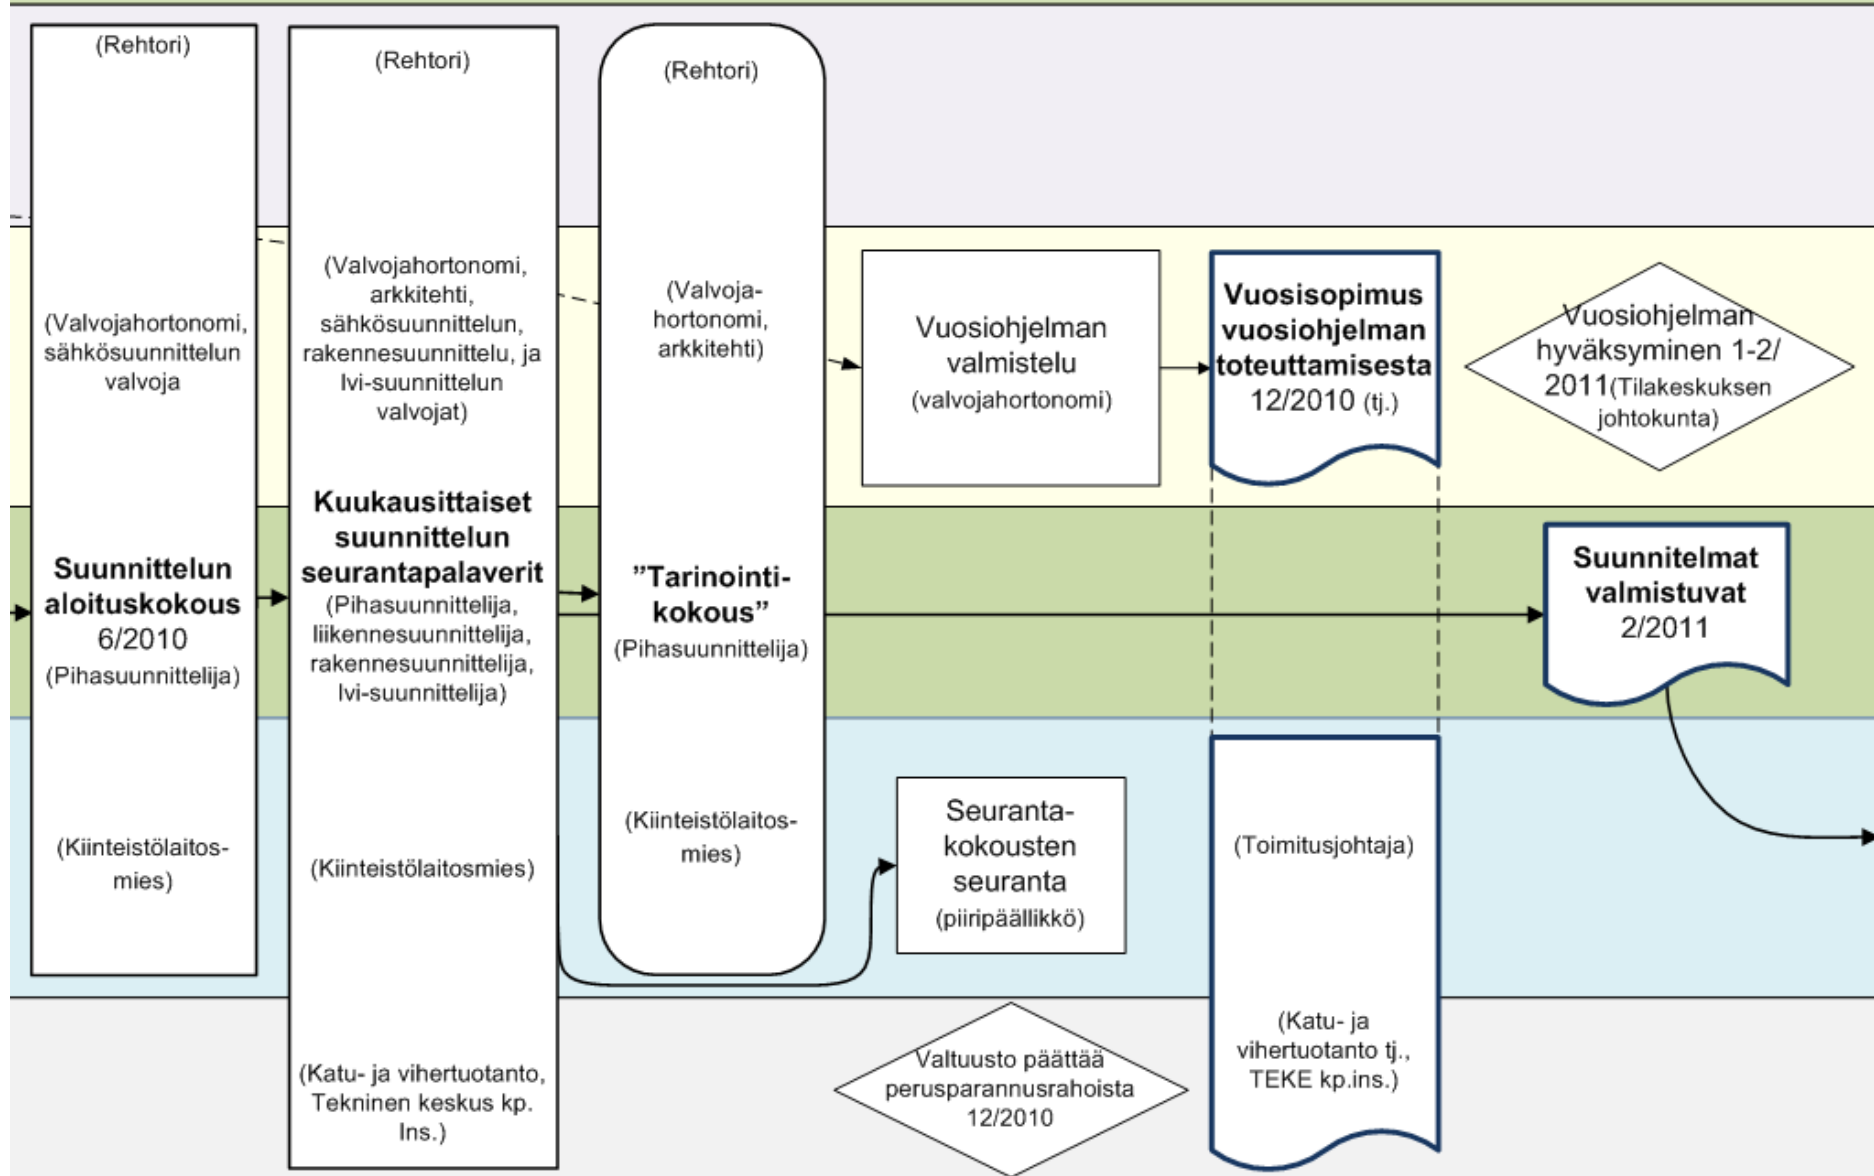 (Rehtori)
(Valvojahortonomi,
sähkösuunnittelun
valvoja
Suunnittelun
aloituskokous
6/2010
(Pihasuunnittelija)
(Kiinteistölaitos-
mies)
(Rehtori)
(Valvojahortonomi,
arkkitehti,
sähkösuunnittelun,
rakennesuunnittelu, ja
lvi-suunnittelun
valvojat)
Kuukausittaiset
suunnittelun
seurantapalaverit
(Pihasuunnittelija,
liikennesuunnittelija,
rakennesuunnittelija,
lvi-suunnittelija)
(Kiinteistölaitosmies)
(Katu- ja vihertuotanto,
Tekninen keskus kp.
Ins.)
(Rehtori)
(Valvoja-
hortonomi,
arkkitehti)
”Tarinointi-
kokous”
(Pihasuunnittelija)
(Kiinteistölaitos-
mies)
Vuosiohjelman
valmistelu
(valvojahortonomi)
Seuranta-
kokousten
seuranta
(piiripäällikkö)
Valtuusto päättää
perusparannusrahoista
12/2010
Vuosisopimus
vuosiohjelman
toteuttamisesta
12/2010 (tj.)
(Toimitusjohtaja)
(Katu- ja
vihertuotanto tj.,
TEKE kp.ins.)
Vuosiohjelman
hyväksyminen 1-2/
2011(Tilakeskuksen
johtokunta)
Suunnitelmat
valmistuvat
2/2011